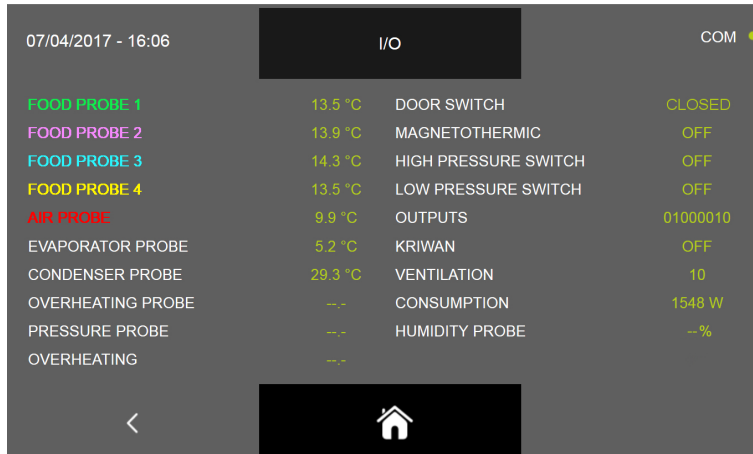 07/04/2017 - 16:06 I/O COM
FOOD PROBE 1 13.5 °C DOOR SWITCH CLOSED
FOOD PROBE 2 13.9 °C MAGNETOTHERMIC OFF
FOOD PROBE 3 14.3 °C HIGH PRESSURE SWITCH OFF
FOOD PROBE 4 13.5 °C LOW PRESSURE SWITCH OFF
AIR PROBE 9.9 °C OUTPUTS 01000010
EVAPORATOR PROBE 5.2 °C KRIWAN OFF
CONDENSER PROBE 29.3 °C VENTILATION 10
OVERHEATING PROBE --.- CONSUMPTION 1548 W
PRESSURE PROBE --.- HUMIDITY PROBE --%
OVERHEATING --.-